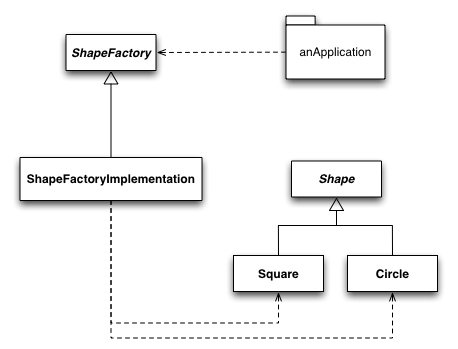 ShapeFactory
anApplication
ShapeFactoryImplementation
Shape
Square
Circle